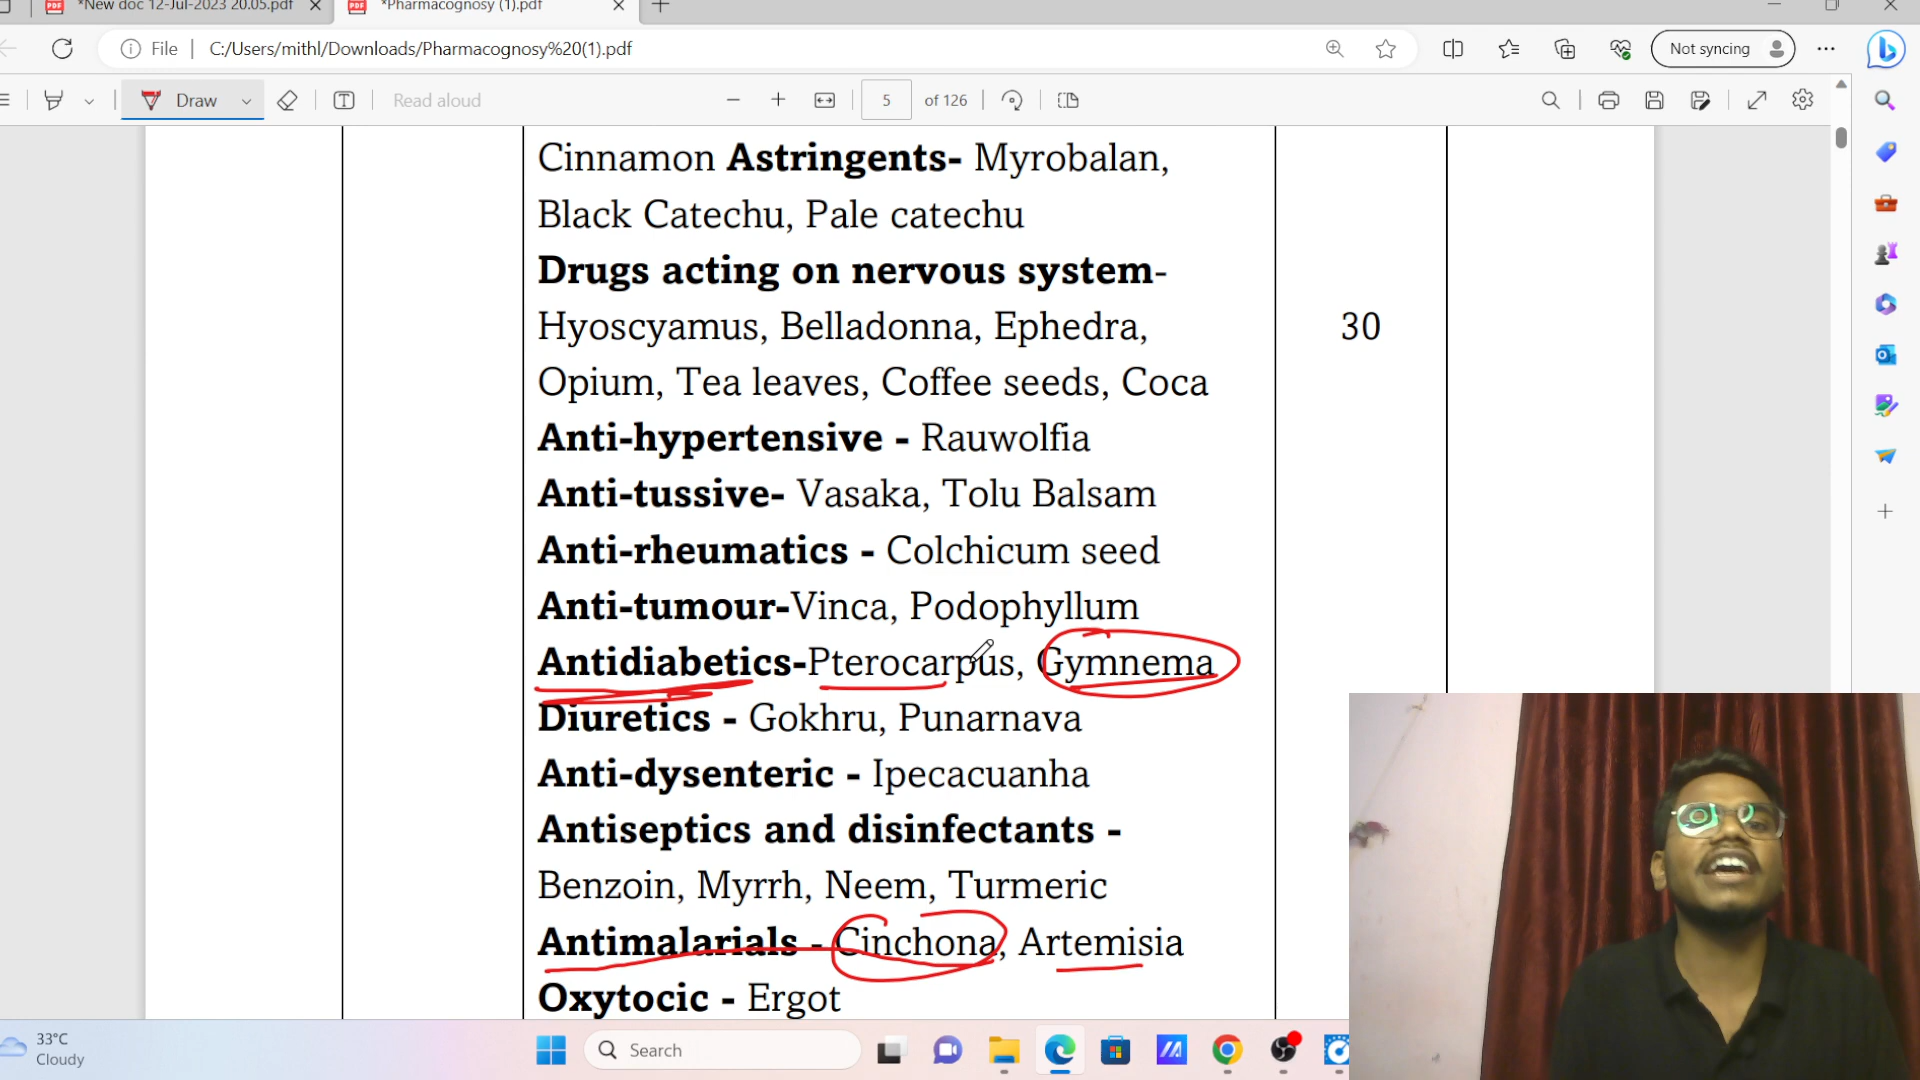 *New doc 12-Jul-2023 20.05.pdf
*Pharmacognosy (1).pdf
File
C:/Users/mithl/Downloads/Pharmacognosy%20(1).pdf
Not syncing
Draw
Read aloud
5
of 126
Cinnamon Astringents- Myrobalan,
Black Catechu, Pale catechu
Drugs acting on nervous system-
Hyoscyamus, Belladonna, Ephedra,
30
Opium, Tea leaves, Coffee seeds, Coca
Anti-hypertensive - Rauwolfia
Anti-tussive- Vasaka, Tolu Balsam
Anti-rheumatics - Colchicum seed
Anti-tumour-Vinca, Podophyllum
Antidiabetics-Pterocarpus, Gymnema
Diuretics - Gokhru, Punarnava
Anti-dysenteric - Ipecacuanha
Antiseptics and disinfectants -
Benzoin, Myrrh, Neem, Turmeric
Antimalarials - Cinchona, Artemisia
Oxytocic - Ergot
33°C
Cloudy
Search